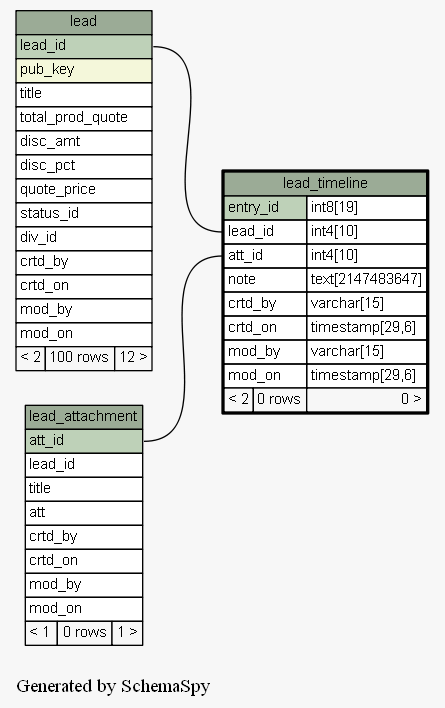 lead
lead_id
pub_key
title
total_prod_quote
disc_amt
disc_pct
quote_price
status_id
div_id
crtd_by
crtd_on
mod_by
mod_on
< 2 100 rows 12 >
lead_timeline
entry_id int8[19]
lead_id int4[10]
att_id int4[10]
note text[2147483647]
crtd_by varchar[15]
crtd_on timestamp[29,6]
mod_by varchar[15]
mod_on timestamp[29,6]
< 2 0 rows 0 >
lead_attachment
att_id
lead_id
title
att
crtd_by
crtd_on
mod_by
mod_on
< 1 0 rows 1 >
Generated by SchemaSpy